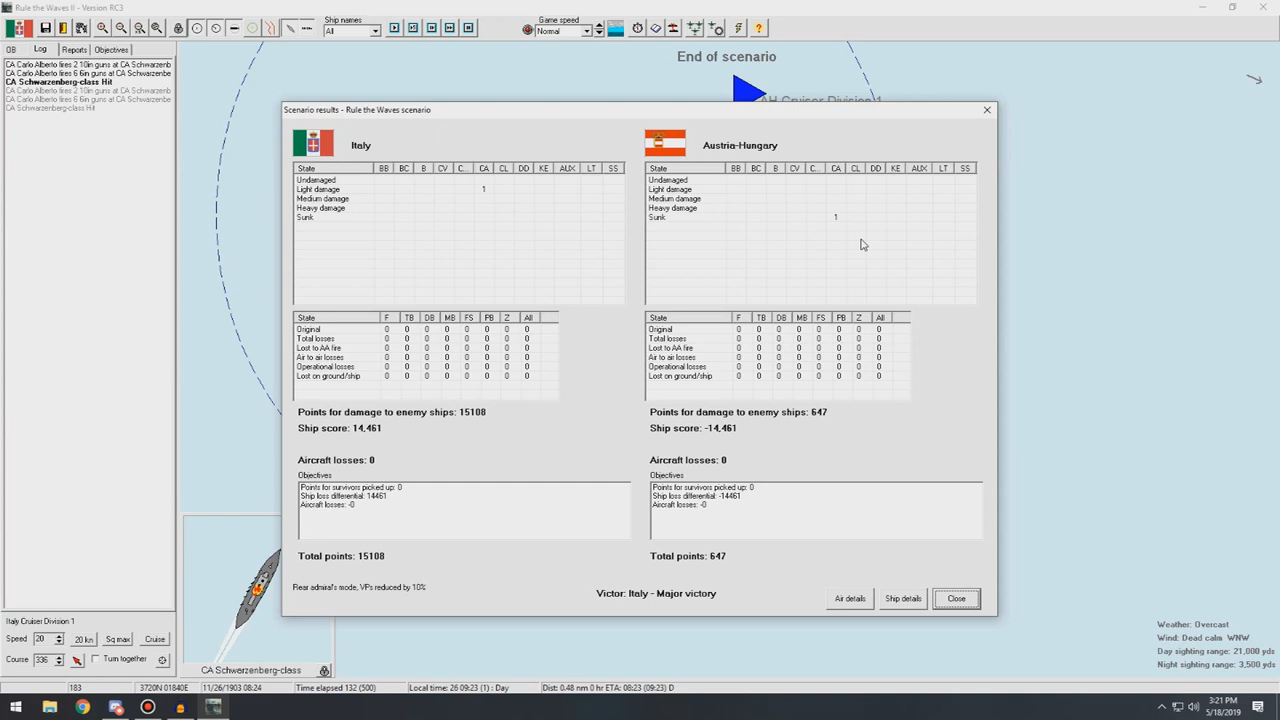 Rule the Waves II - Version RC3
Ship names
All
Game speed
Normal
OB Log Reports Objectives
CA Carlo Alberto fires 2 10in guns at CA Schwarzenb
CA Carlo Alberto fires 6 6in guns at CA Schwarzenbe
CA Schwarzenberg-class Hit
CA Carlo Alberto fires 2 10in guns at CA Schwarzenb
CA Carlo Alberto fires 6 6in guns at CA Schwarzenbe
CA Schwarzenberg-class Hit
End of scenario
AH Cruiser Division 1
Scenario results - Rule the Waves scenario
Italy
State BB BC B CV C... CA CL DD KE AUX LT SS
Undamaged
Light damage 1
Medium damage
Heavy damage
Sunk
State F TB DB MB FS PB Z All
Original 0 0 0 0 0 0 0 0
Total losses 0 0 0 0 0 0 0 0
Lost to AA fire 0 0 0 0 0 0 0 0
Air to air losses 0 0 0 0 0 0 0 0
Operational losses 0 0 0 0 0 0 0 0
Lost on ground/ship 0 0 0 0 0 0 0 0
Points for damage to enemy ships: 15108
Ship score: 14,461
Aircraft losses: 0
Objectives
Points for survivors picked up: 0
Ship loss differential: 14461
Aircraft losses: -0
Total points: 15108
Austria-Hungary
State BB BC B CV C... CA CL DD KE AUX LT SS
Undamaged
Light damage
Medium damage
Heavy damage
Sunk 1
State F TB DB MB FS PB Z All
Original 0 0 0 0 0 0 0 0
Total losses 0 0 0 0 0 0 0 0
Lost to AA fire 0 0 0 0 0 0 0 0
Air to air losses 0 0 0 0 0 0 0 0
Operational losses 0 0 0 0 0 0 0 0
Lost on ground/ship 0 0 0 0 0 0 0 0
Points for damage to enemy ships: 647
Ship score: -14,461
Aircraft losses: 0
Objectives
Points for survivors picked up: 0
Ship loss differential: -14461
Aircraft losses: -0
Total points: 647
Rear admiral's mode, VPs reduced by 10%
Victor: Italy - Major victory
Air details Ship details Close
Italy Cruiser Division 1
Speed 20 20 kn Sq max Cruise
Course 336 Turn together
CA Schwarzenberg-class
Weather: Overcast
Wind: Dead calm WNW
Day sighting range: 21,000 yds
Night sighting range: 3,500 yds
183 3720N 01840E 11/26/1903 08:24 Time elapsed 132 (500) Local time: 26 09:23 (1) : Day Dist: 0.48 nm 0 hr ETA: 08:23 (09:23) D
3:21 PM
5/18/2019